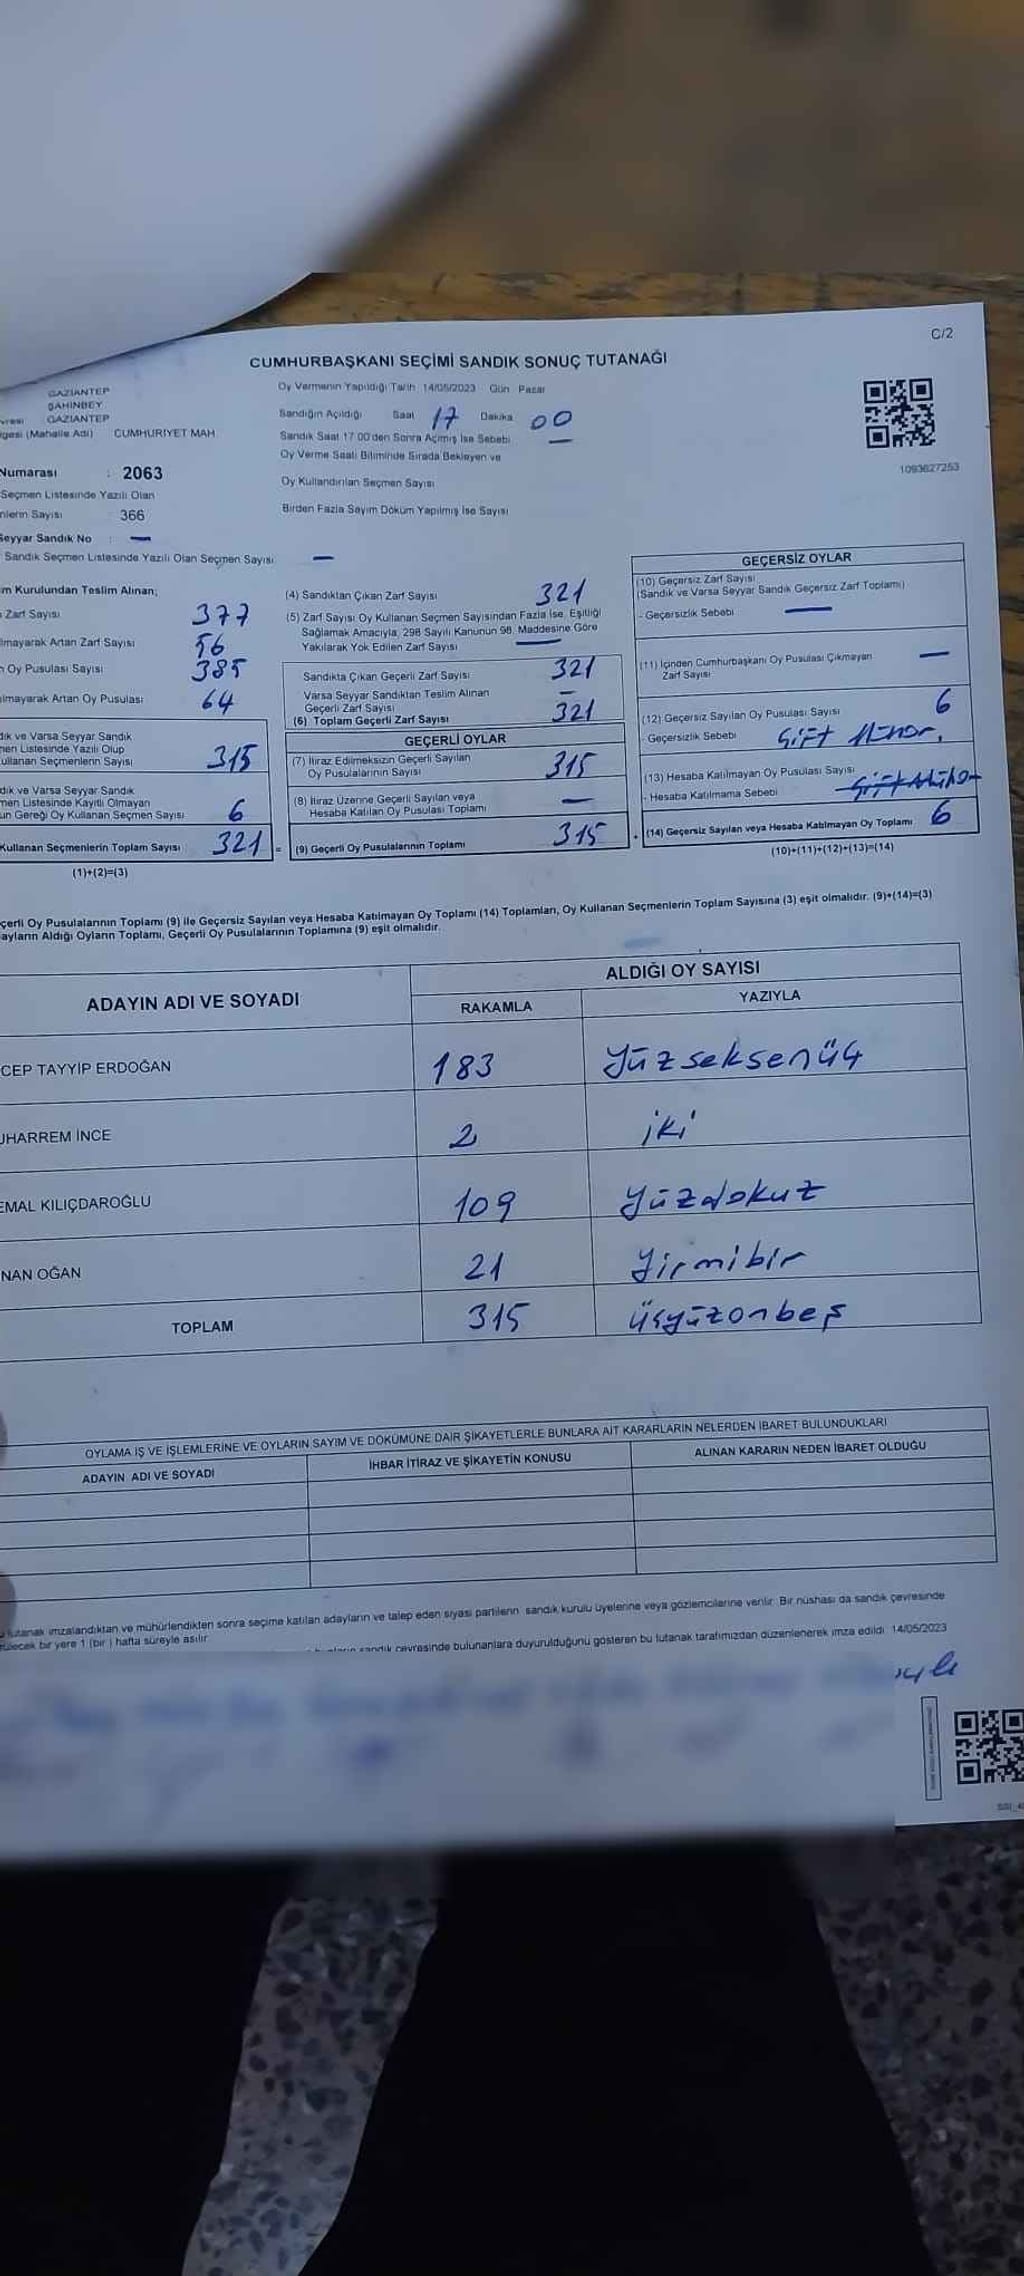 C/2
CUMHURBAŞKANI SEÇİMİ SANDIK SONUÇ TUTANAĞI
GAZİANTEP
ŞAHİNBEY
GAZİANTEP
(Mahalle Adı) CUMHURİYET MAH.
Oy Vermenin Yapıldığı Tarih 14/05/2023 Gün Pazar
Sandığın Açıldığı Saat 17 Dakika 00
Sandık Saat 17:00'den Sonra Açılmış İse Sebebi —
Oy Verme Saati Bitiminde Sırada Bekleyen ve
Oy Kullandırılan Seçmen Sayısı
Birden Fazla Sayım Döküm Yapılmış İse Sayısı
1093627253
Numarası : 2063
Seçmen Listesinde Yazılı Olan
Sayısı : 366
Seyyar Sandık No : —
Sandık Seçmen Listesinde Yazılı Olan Seçmen Sayısı —
Kurulundan Teslim Alınan;
Zarf Sayısı 377
Artan Zarf Sayısı 56
Oy Pusulası Sayısı 385
Artan Oy Pusulası 64
ve Varsa Seyyar Sandık
Listesinde Yazılı Olup
Seçmenlerin Sayısı 315
ve Varsa Seyyar Sandık
Listesinde Kayıtlı Olmayan
Gereği Oy Kullanan Seçmen Sayısı 6
Kullanan Seçmenlerin Toplam Sayısı 321 =
(1)+(2)=(3)
(4) Sandıktan Çıkan Zarf Sayısı 321
(5) Zarf Sayısı Oy Kullanan Seçmen Sayısından Fazla İse, Eşitliği
Sağlamak Amacıyla, 298 Sayılı Kanunun 98. Maddesine Göre
Yakılarak Yok Edilen Zarf Sayısı —
Sandıkta Çıkan Geçerli Zarf Sayısı 321
Varsa Seyyar Sandıktan Teslim Alınan
Geçerli Zarf Sayısı —
(6) Toplam Geçerli Zarf Sayısı 321
GEÇERLİ OYLAR
(7) İtiraz Edilmeksizin Geçerli Sayılan
Oy Pusulalarının Sayısı 315
(8) İtiraz Üzerine Geçerli Sayılan veya
Hesaba Katılan Oy Pusulası Toplamı —
(9) Geçerli Oy Pusulalarının Toplamı 315
GEÇERSİZ OYLAR
(10) Geçersiz Zarf Sayısı
(Sandık ve Varsa Seyyar Sandık Geçersiz Zarf Toplamı)
- Geçersizlik Sebebi —
(11) İçinden Cumhurbaşkanı Oy Pusulası Çıkmayan
Zarf Sayısı —
(12) Geçersiz Sayılan Oy Pusulası Sayısı 6
- Geçersizlik Sebebi Çift
(13) Hesaba Katılmayan Oy Pusulası Sayısı
- Hesaba Katılmama Sebebi
(14) Geçersiz Sayılan veya Hesaba Katılmayan Oy Toplamı 6
(10)+(11)+(12)+(13)=(14)
Oy Pusulalarının Toplamı (9) ile Geçersiz Sayılan veya Hesaba Katılmayan Oy Toplamı (14) Toplamları, Oy Kullanan Seçmenlerin Toplam Sayısına (3) eşit olmalıdır. (9)+(14)=(3)
Aldığı Oyların Toplamı, Geçerli Oy Pusulalarının Toplamına (9) eşit olmalıdır.
ADAYIN ADI VE SOYADI
ALDIĞI OY SAYISI
RAKAMLA YAZIYLA
CEP TAYYİP ERDOĞAN 183 yüzseksenüç
UHARREM İNCE 2 iki
EMAL KILIÇDAROĞLU 109 yüzdokuz
NAN OĞAN 21 yirmibir
TOPLAM 315 üçyüzonbeş
OYLAMA İŞ VE İŞLEMLERİNE VE OYLARIN SAYIM VE DÖKÜMÜNE DAİR ŞİKAYETLERLE BUNLARA AİT KARARLARIN NELERDEN İBARET BULUNDUKLARI
ADAYIN ADI VE SOYADI İHBAR İTİRAZ VE ŞİKAYETİN KONUSU ALINAN KARARIN NEDEN İBARET OLDUĞU
tutanak imzalandıktan ve mühürlendikten sonra seçime katılan adayların ve talep eden siyasi partilerin sandık kurulu üyelerine veya gözlemcilerine verilir. Bir nüshası da sandık çevresinde
bir yere 1 (bir) hafta süreyle asılır.
sandık çevresinde bulunanlara duyurulduğunu gösteren bu tutanak tarafımızdan düzenlenerek imza edildi. 14/05/2023